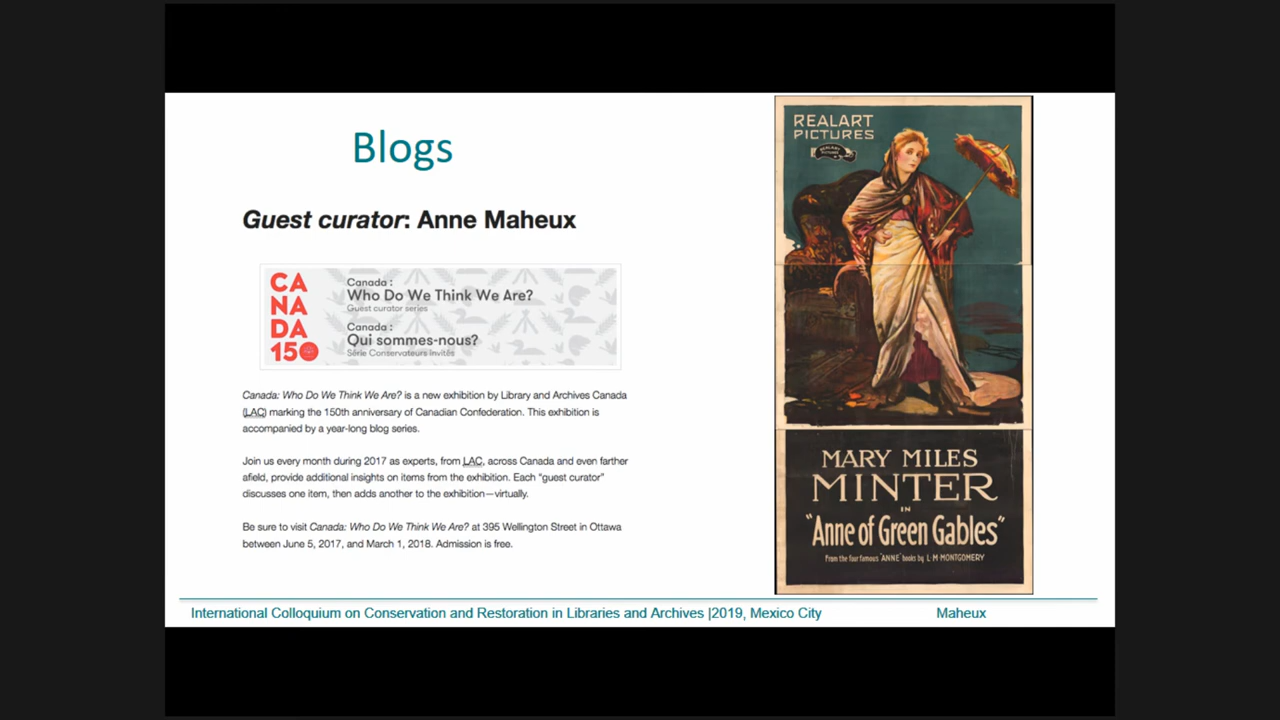 Blogs
Guest curator: Anne Maheux
CA
NA
DA
150
Canada :
Who Do We Think We Are?
Guest curator series
Canada :
Qui sommes-nous?
Série Conservateurs invités
Canada: Who Do We Think We Are? is a new exhibition by Library and Archives Canada
(LAC) marking the 150th anniversary of Canadian Confederation. This exhibition is
accompanied by a year-long blog series.
Join us every month during 2017 as experts, from LAC, across Canada and even farther
afield, provide additional insights on items from the exhibition. Each “guest curator”
discusses one item, then adds another to the exhibition—virtually.
Be sure to visit Canada: Who Do We Think We Are? at 395 Wellington Street in Ottawa
between June 5, 2017, and March 1, 2018. Admission is free.
REALART
PICTURES
REALART
MARY MILES
MINTER
IN
"Anne of Green Gables"
From the four famous "ANNE" books by L M MONTGOMERY
International Colloquium on Conservation and Restoration in Libraries and Archives |2019, Mexico City
Maheux